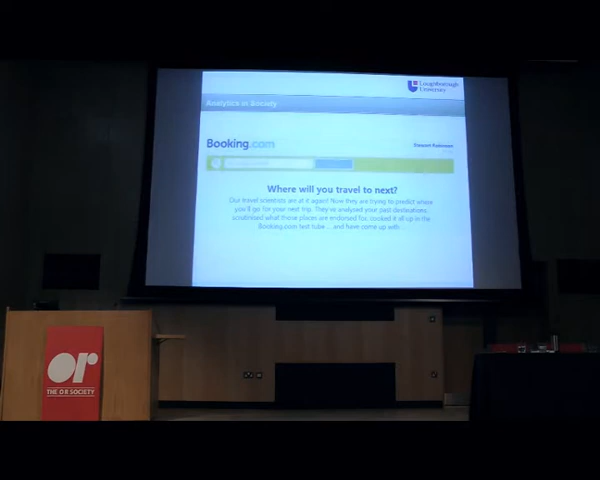 Loughborough
University
Analytics in Society
Booking.com
Where will you travel to next?
Our travel scientists are at it again! Now they are trying to predict where
you'll go for your next trip. They've analysed your past destinations,
scrutinised what those places are endorsed for, cooked it all up in the
Booking.com test tube ... and have come up with...
or
THE OR SOCIETY